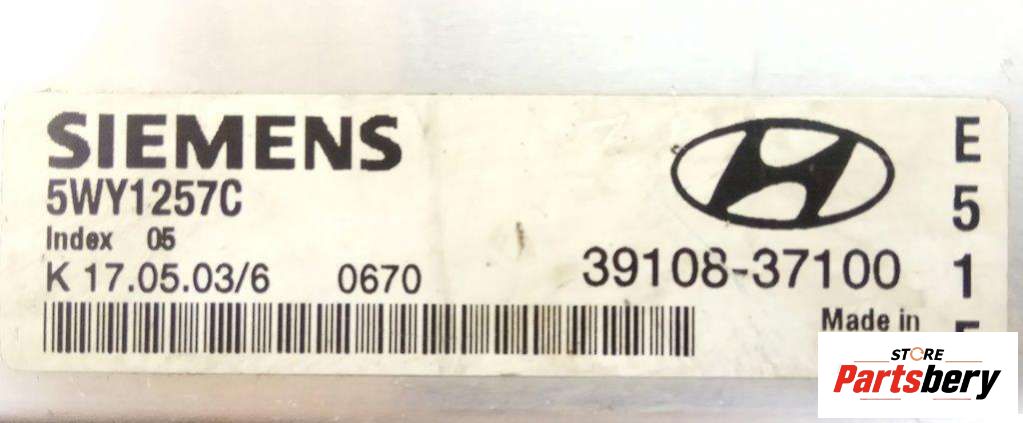 SIEMENS
5WY1257C
Index 05
K 17.05.03/6 0670
39108-37100
Made in
E
5
1
STORE
Partsbery